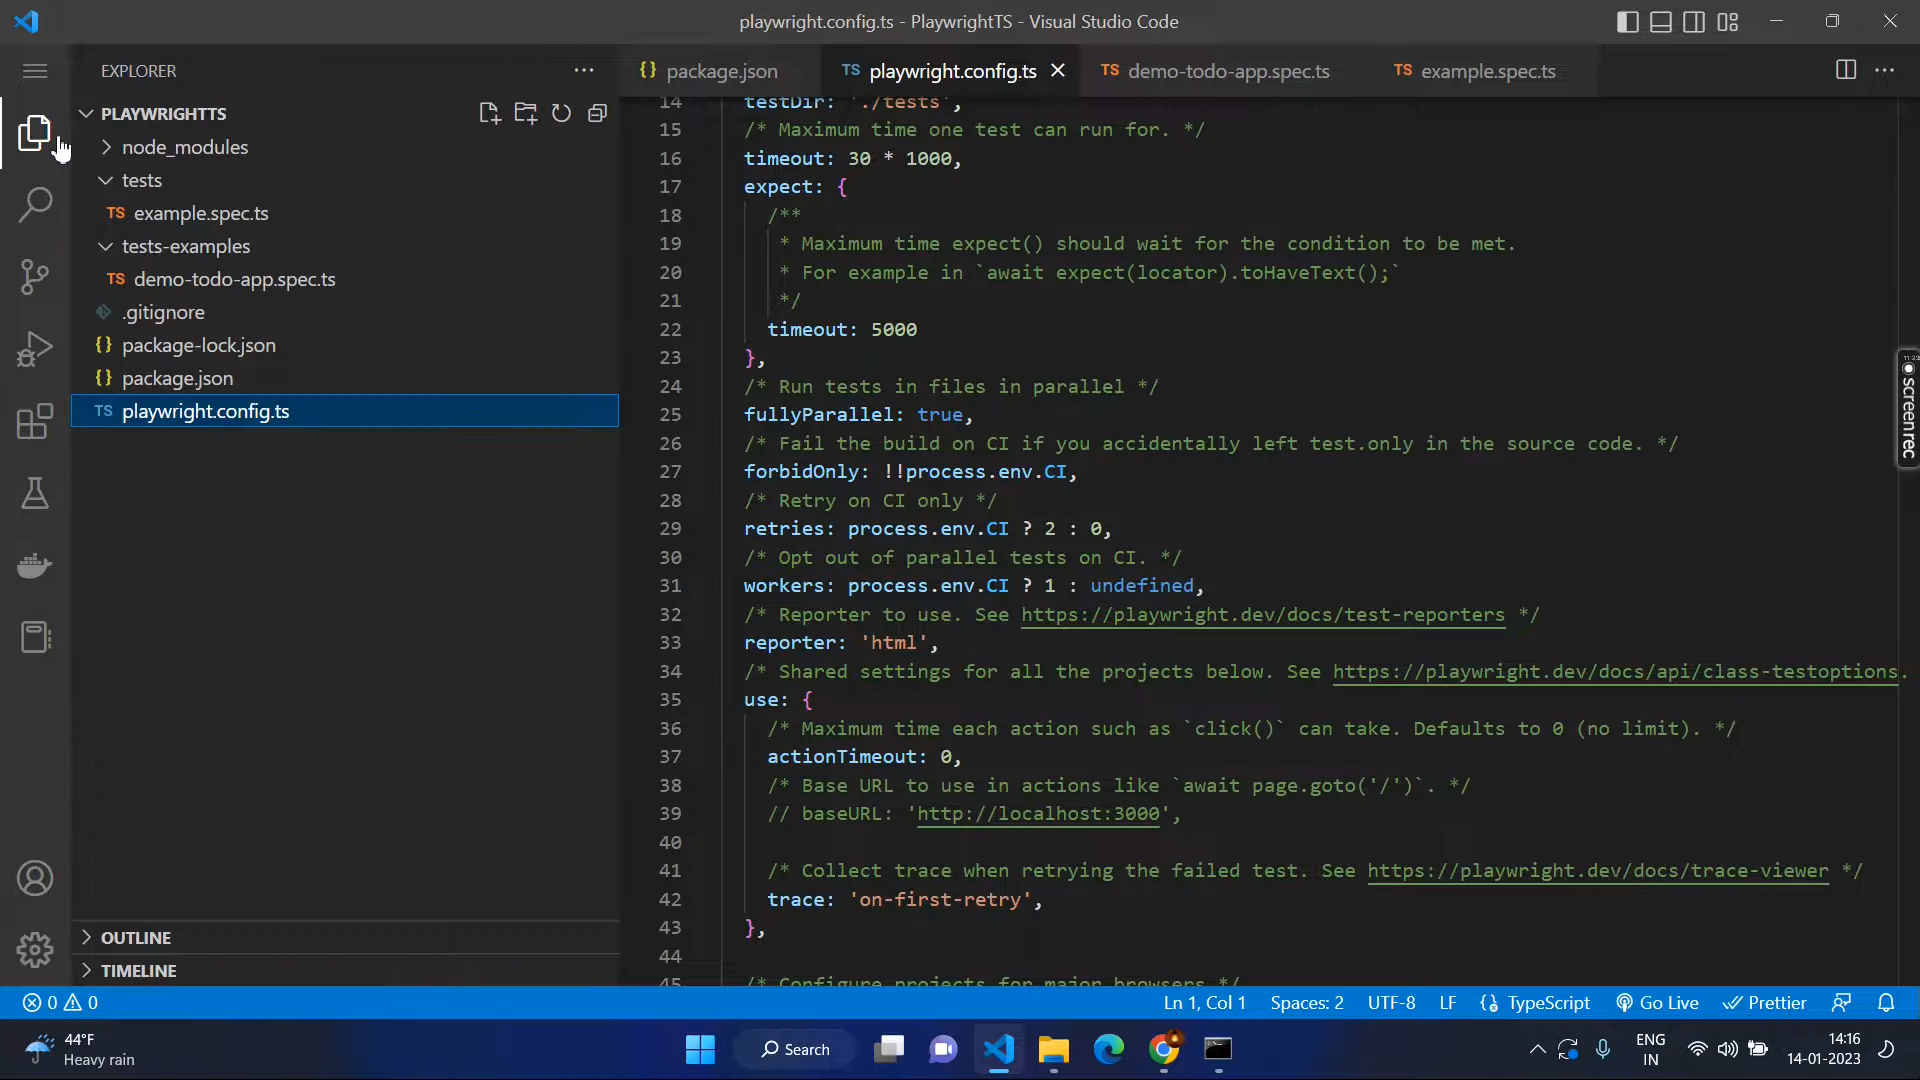 playwright.config.ts - PlaywrightTS - Visual Studio Code
EXPLORER
PLAYWRIGHTTS
node_modules
tests
TS example.spec.ts
tests-examples
TS demo-todo-app.spec.ts
.gitignore
{} package-lock.json
{} package.json
TS playwright.config.ts
OUTLINE
TIMELINE
{} package.json
TS playwright.config.ts
TS demo-todo-app.spec.ts
TS example.spec.ts
14 testDir: './tests',
15 /* Maximum time one test can run for. */
16 timeout: 30 * 1000,
17 expect: {
18 /**
19 * Maximum time expect() should wait for the condition to be met.
20 * For example in `await expect(locator).toHaveText();`
21 */
22 timeout: 5000
23 },
24 /* Run tests in files in parallel */
25 fullyParallel: true,
26 /* Fail the build on CI if you accidentally left test.only in the source code. */
27 forbidOnly: !!process.env.CI,
28 /* Retry on CI only */
29 retries: process.env.CI ? 2 : 0,
30 /* Opt out of parallel tests on CI. */
31 workers: process.env.CI ? 1 : undefined,
32 /* Reporter to use. See https://playwright.dev/docs/test-reporters */
33 reporter: 'html',
34 /* Shared settings for all the projects below. See https://playwright.dev/docs/api/class-testoptions.
35 use: {
36 /* Maximum time each action such as `click()` can take. Defaults to 0 (no limit). */
37 actionTimeout: 0,
38 /* Base URL to use in actions like `await page.goto('/')`. */
39 // baseURL: 'http://localhost:3000',
40
41 /* Collect trace when retrying the failed test. See https://playwright.dev/docs/trace-viewer */
42 trace: 'on-first-retry',
43 },
44
45 /* Configure projects for major browsers */
11:23
screenrec
0 0
Ln 1, Col 1
Spaces: 2
UTF-8
LF
{} TypeScript
Go Live
Prettier
44°F
Heavy rain
Search
ENG
IN
14:16
14-01-2023